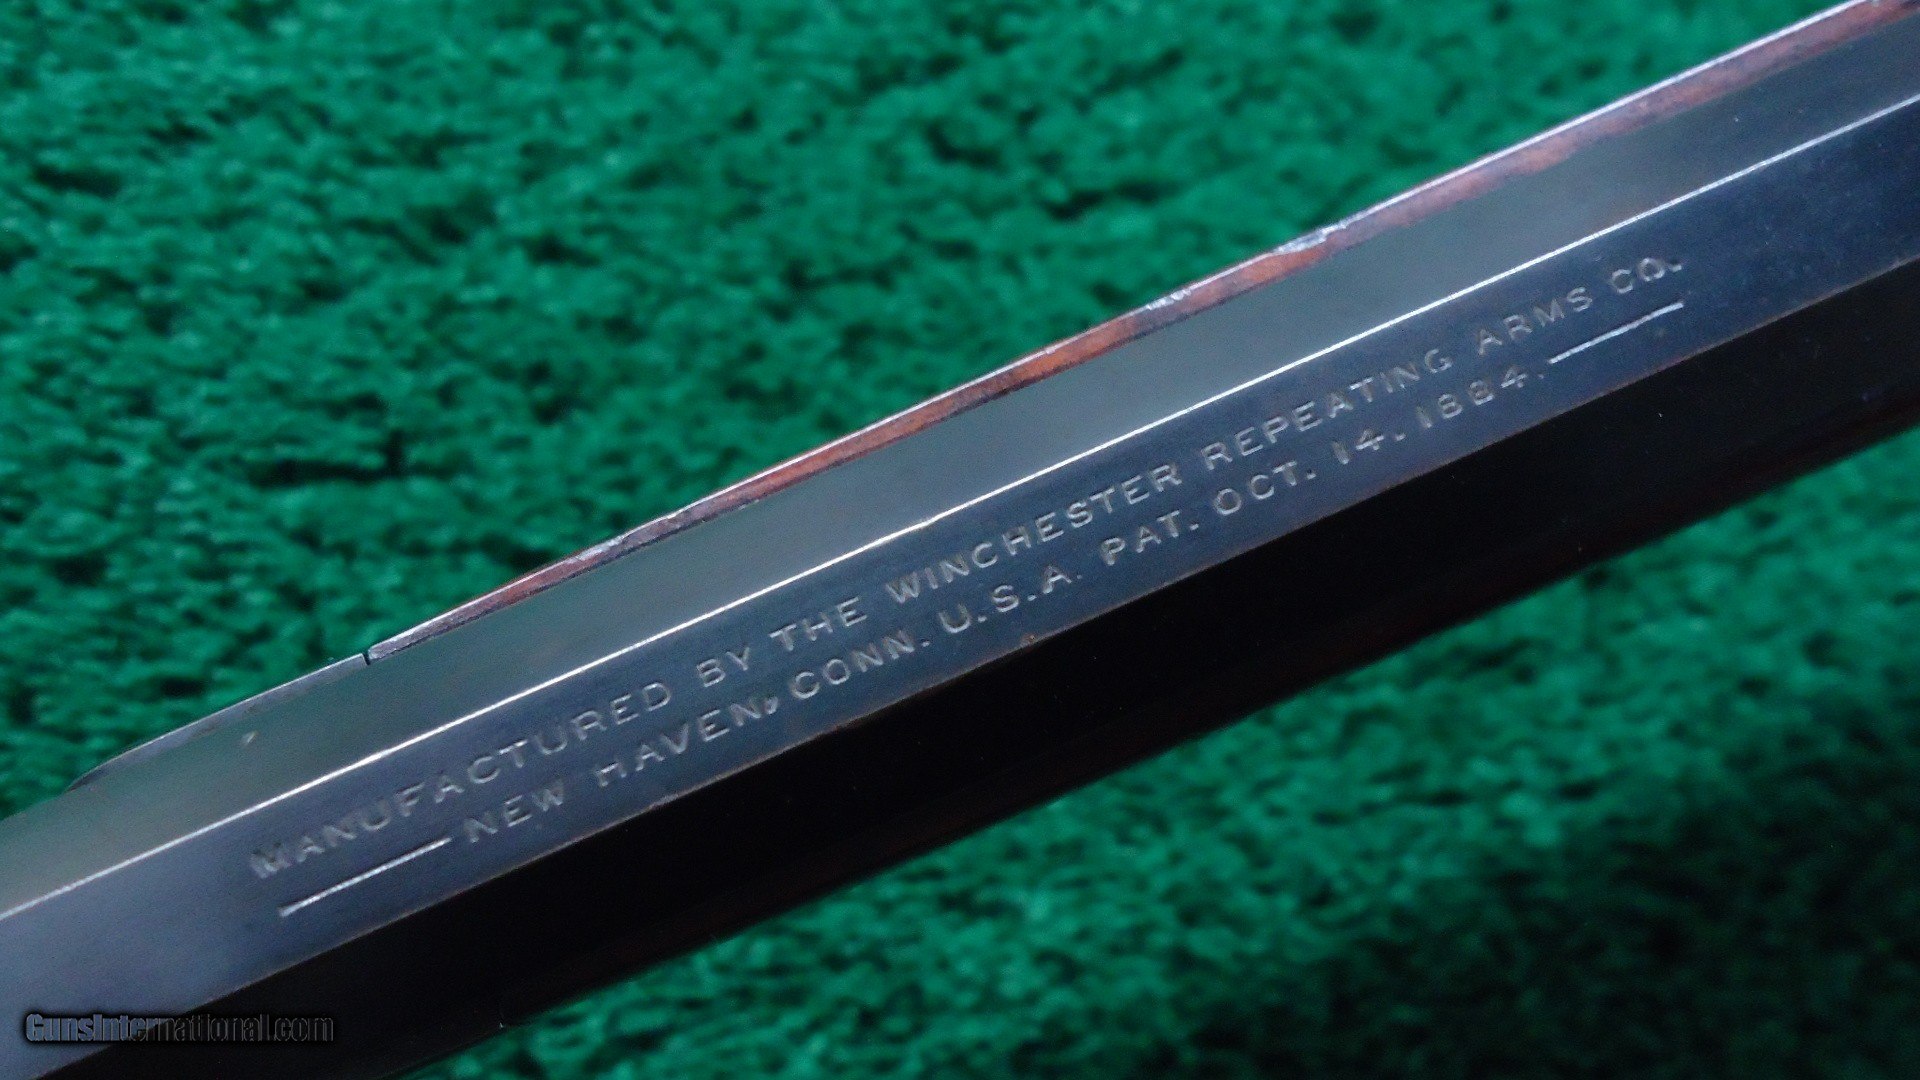 MANUFACTURED BY THE WINCHESTER REPEATING ARMS CO.
NEW HAVEN, CONN. U.S.A. PAT. OCT. 14. 1884.
GunsInternational.com